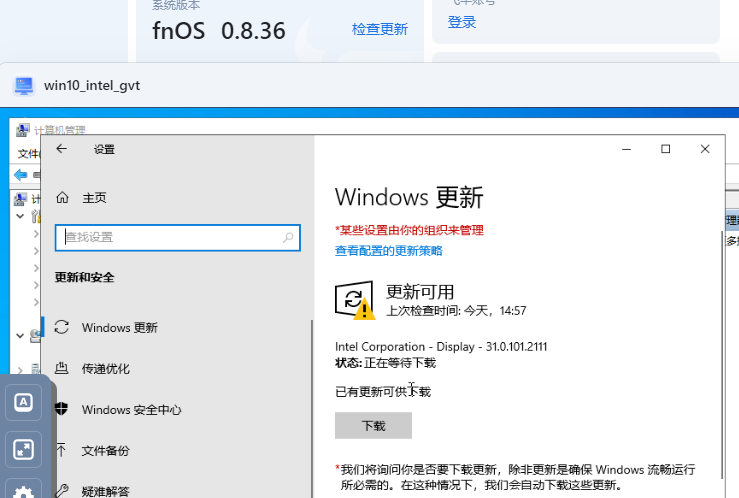 系统版本
fnOS 0.8.36
检查更新
登录
win10_intel_gvt
计算机管理
文件(
设置
主页
查找设置
更新和安全
Windows 更新
传递优化
Windows 安全中心
文件备份
疑难解答
Windows 更新
*某些设置由你的组织来管理
查看配置的更新策略
更新可用
上次检查时间: 今天，14:57
Intel Corporation - Display - 31.0.101.2111
状态: 正在等待下载
已有更新可供下载
下载
*我们将询问你是否要下载更新，除非更新是确保 Windows 流畅运行
所必需的。在这种情况下，我们会自动下载这些更新。